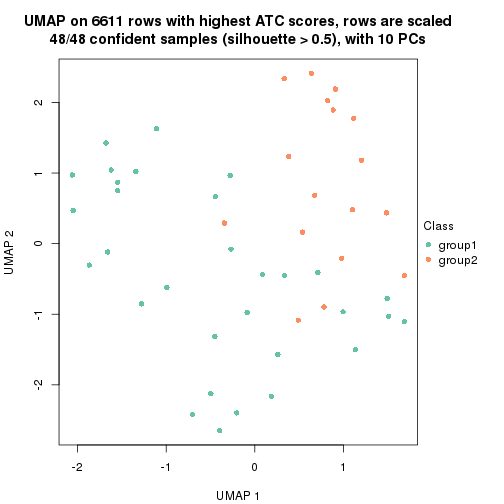 UMAP on 6611 rows with highest ATC scores, rows are scaled
48/48 confident samples (silhouette > 0.5), with 10 PCs
UMAP 2
2
1
0
-1
-2
-2
-1
0
1
UMAP 1
Class
group1
group2